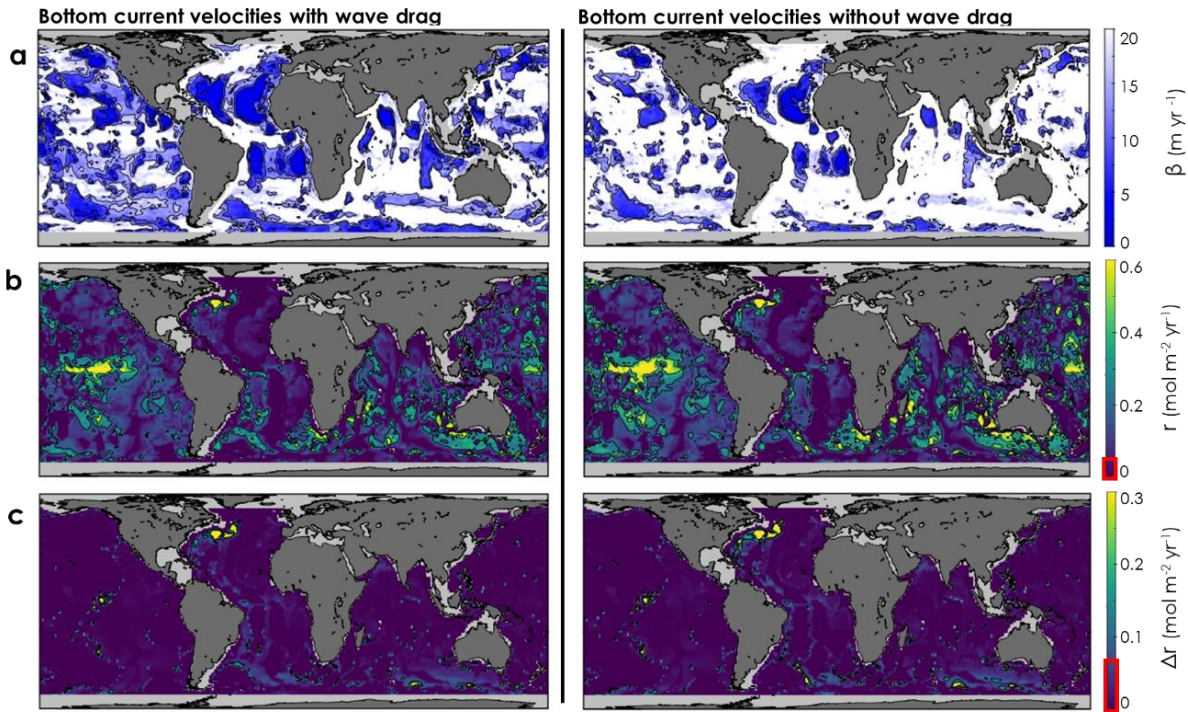 Bottom current velocities with wave drag
Bottom current velocities without wave drag
a
20
15
10
5
0
β (m yr⁻¹)
b
0.6
0.4
0.2
0
r (mol m⁻² yr⁻¹)
c
0.3
0.2
0.1
0
Δr (mol m⁻² yr⁻¹)